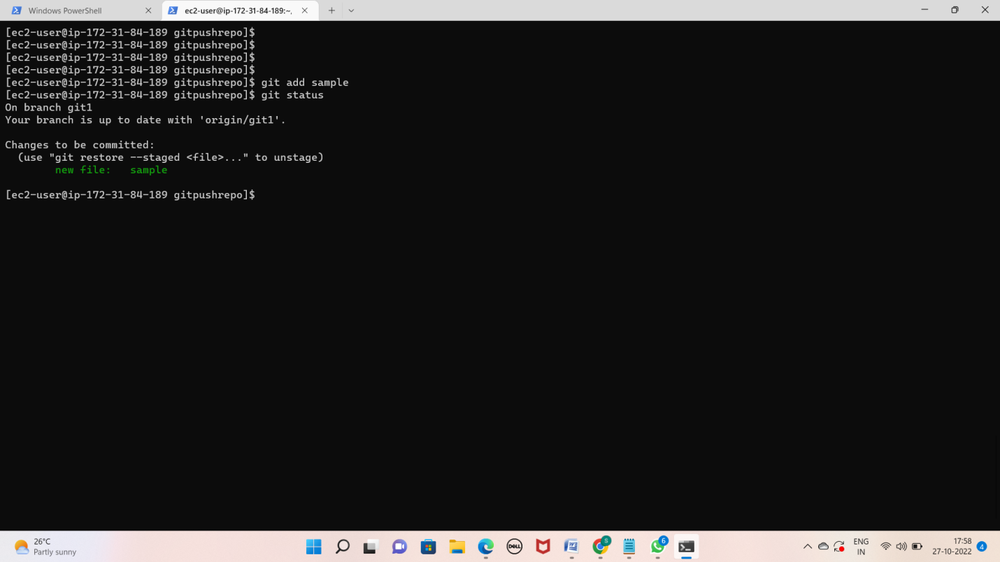 Windows PowerShell
ec2-user@ip-172-31-84-189:~,
[ec2-user@ip-172-31-84-189 gitpushrepo]$
[ec2-user@ip-172-31-84-189 gitpushrepo]$
[ec2-user@ip-172-31-84-189 gitpushrepo]$
[ec2-user@ip-172-31-84-189 gitpushrepo]$
[ec2-user@ip-172-31-84-189 gitpushrepo]$ git add sample
[ec2-user@ip-172-31-84-189 gitpushrepo]$ git status
On branch git1
Your branch is up to date with 'origin/git1'.
Changes to be committed:
  (use "git restore --staged <file>..." to unstage)
        new file:   sample
[ec2-user@ip-172-31-84-189 gitpushrepo]$
26°C
Partly sunny
DELL
W
S
6
ENG
IN
17:58
27-10-2022
4